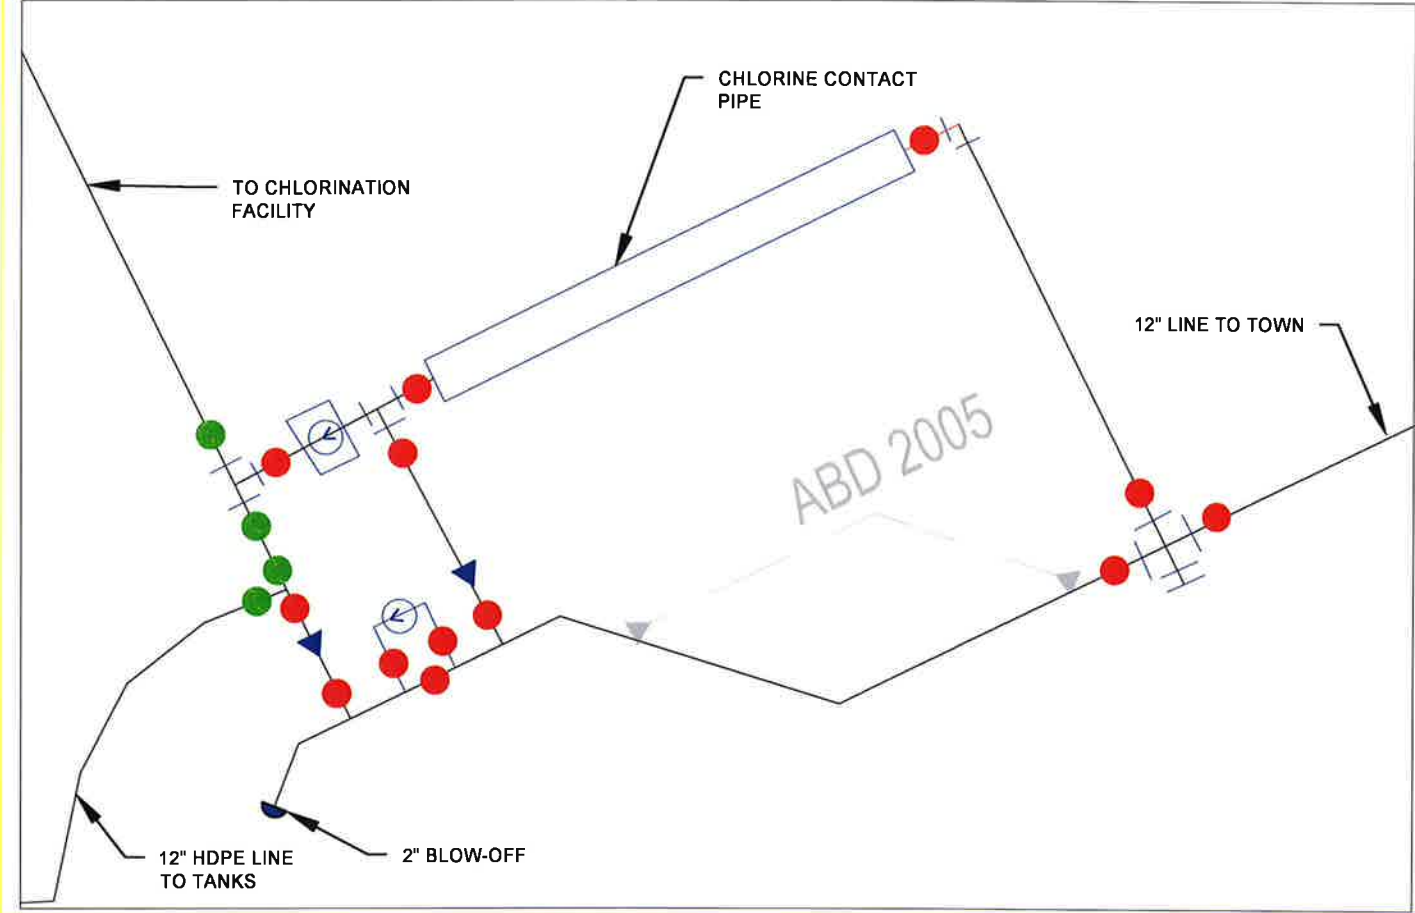 CHLORINE CONTACT
PIPE
TO CHLORINATION
FACILITY
12" LINE TO TOWN
ABD 2005
12" HDPE LINE
TO TANKS
2" BLOW-OFF